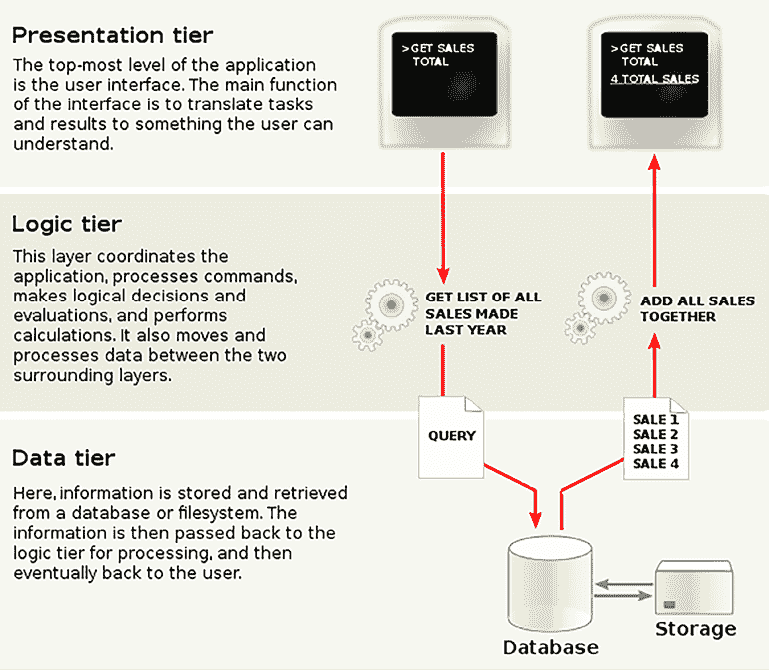 Presentation tier
The top-most level of the application
is the user interface. The main function
of the interface is to translate tasks
and results to something the user can
understand.
>GET SALES
TOTAL
>GET SALES
TOTAL
4 TOTAL SALES
Logic tier
This layer coordinates the
application, processes commands,
makes logical decisions and
evaluations, and performs
calculations. It also moves and
processes data between the two
surrounding layers.
GET LIST OF ALL
SALES MADE
LAST YEAR
ADD ALL SALES
TOGETHER
QUERY
SALE 1
SALE 2
SALE 3
SALE 4
Data tier
Here, information is stored and retrieved
from a database or filesystem. The
information is then passed back to the
logic tier for processing, and then
eventually back to the user.
Database
Storage